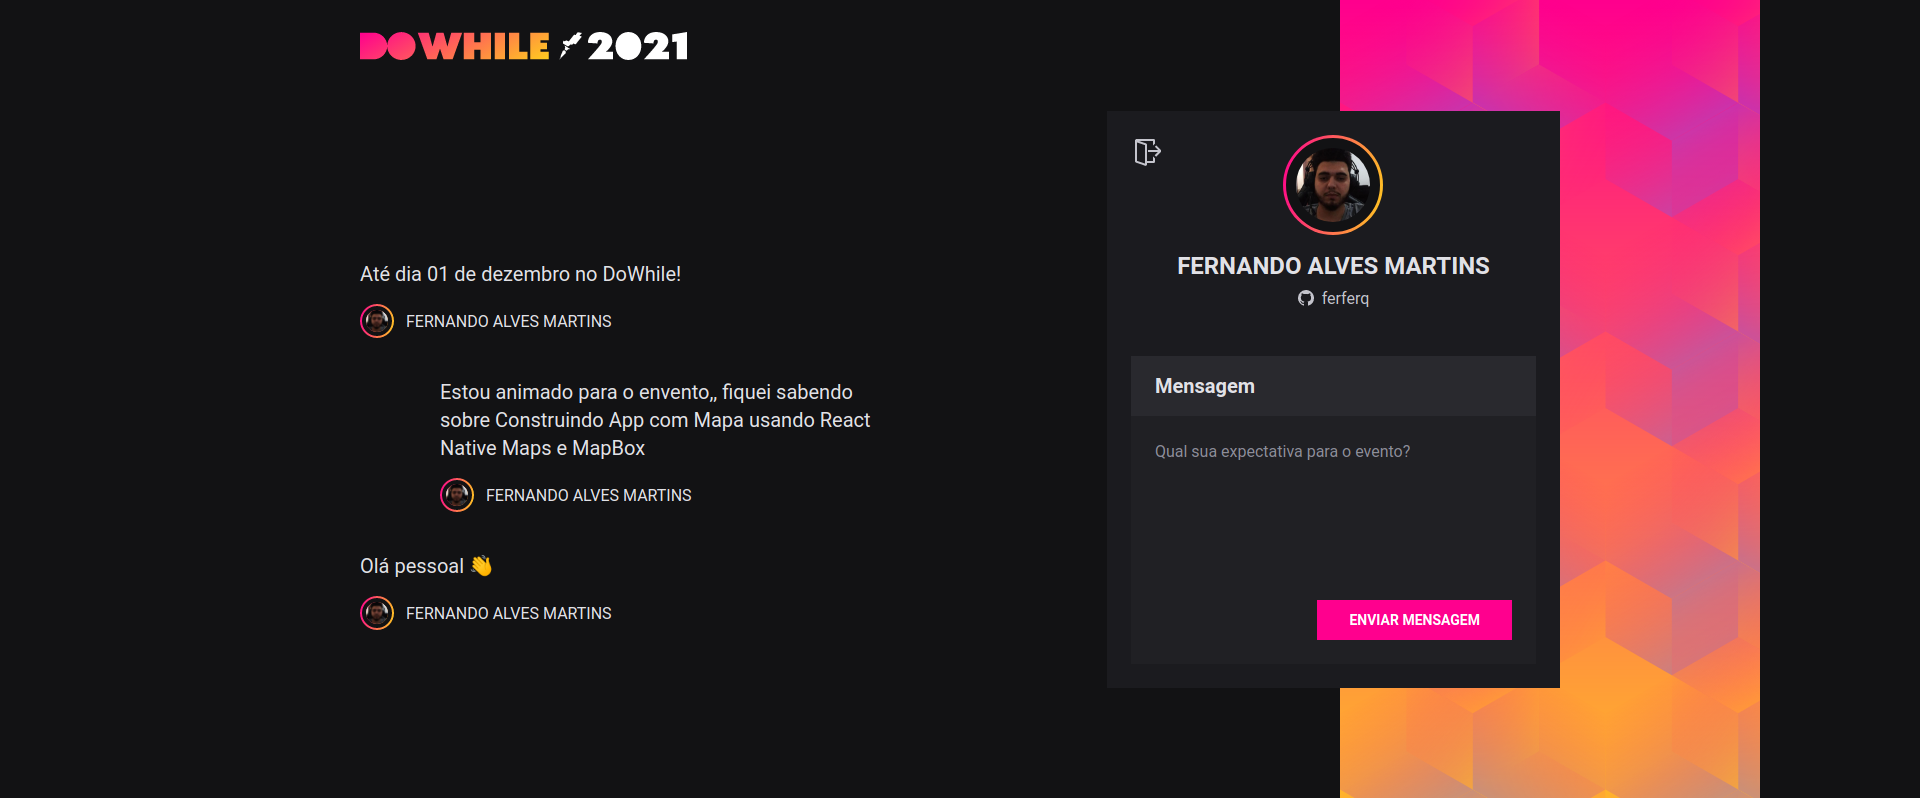 DOWHILE 2021
Até dia 01 de dezembro no DoWhile!
FERNANDO ALVES MARTINS
Estou animado para o envento,, fiquei sabendo
sobre Construindo App com Mapa usando React
Native Maps e MapBox
FERNANDO ALVES MARTINS
Olá pessoal 👋
FERNANDO ALVES MARTINS
FERNANDO ALVES MARTINS
ferferq
Mensagem
Qual sua expectativa para o evento?
ENVIAR MENSAGEM